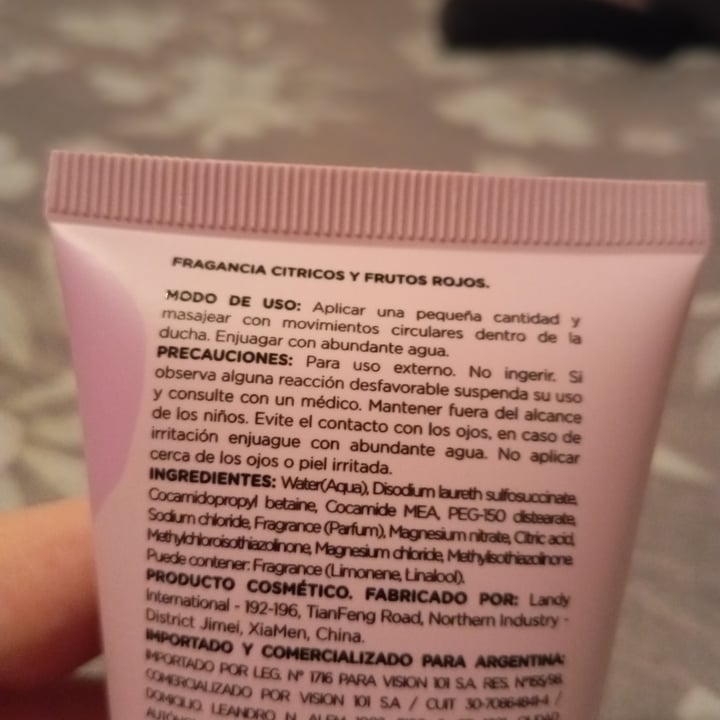 FRAGANCIA CITRICOS Y FRUTOS ROJOS.
MODO DE USO: Aplicar una pequeña cantidad y
masajear con movimientos circulares dentro de la
ducha. Enjuagar con abundante agua.
PRECAUCIONES: Para uso externo. No ingerir. Si
observa alguna reacción desfavorable suspenda su uso
y consulte con un médico. Mantener fuera del alcance
de los niños. Evite el contacto con los ojos, en caso de
irritación enjuague con abundante agua. No aplicar
cerca de los ojos o piel irritada.
INGREDIENTES: Water(Aqua), Disodium laureth sulfosuccinate,
Cocamidopropyl betaine, Cocamide MEA, PEG-150 distearate,
Sodium chloride, Fragrance (Parfum), Magnesium nitrate, Citric acid,
Methylchloroisothiazolinone, Magnesium chloride, Methylisothiazolinone.
Puede contener: Fragrance (Limonene, Linalool).
PRODUCTO COSMÉTICO. FABRICADO POR: Landy
International - 192-196, TianFeng Road, Northern Industry -
District Jimei, XiaMen, China.
IMPORTADO Y COMERCIALIZADO PARA ARGENTINA:
IMPORTADO POR LEG. N° 1716 PARA VISION 101 S.A. RES. N°155/98.
COMERCIALIZADO POR VISION 101 S.A / CUIT /
DOMICILIO LEANDRO N. ALEM